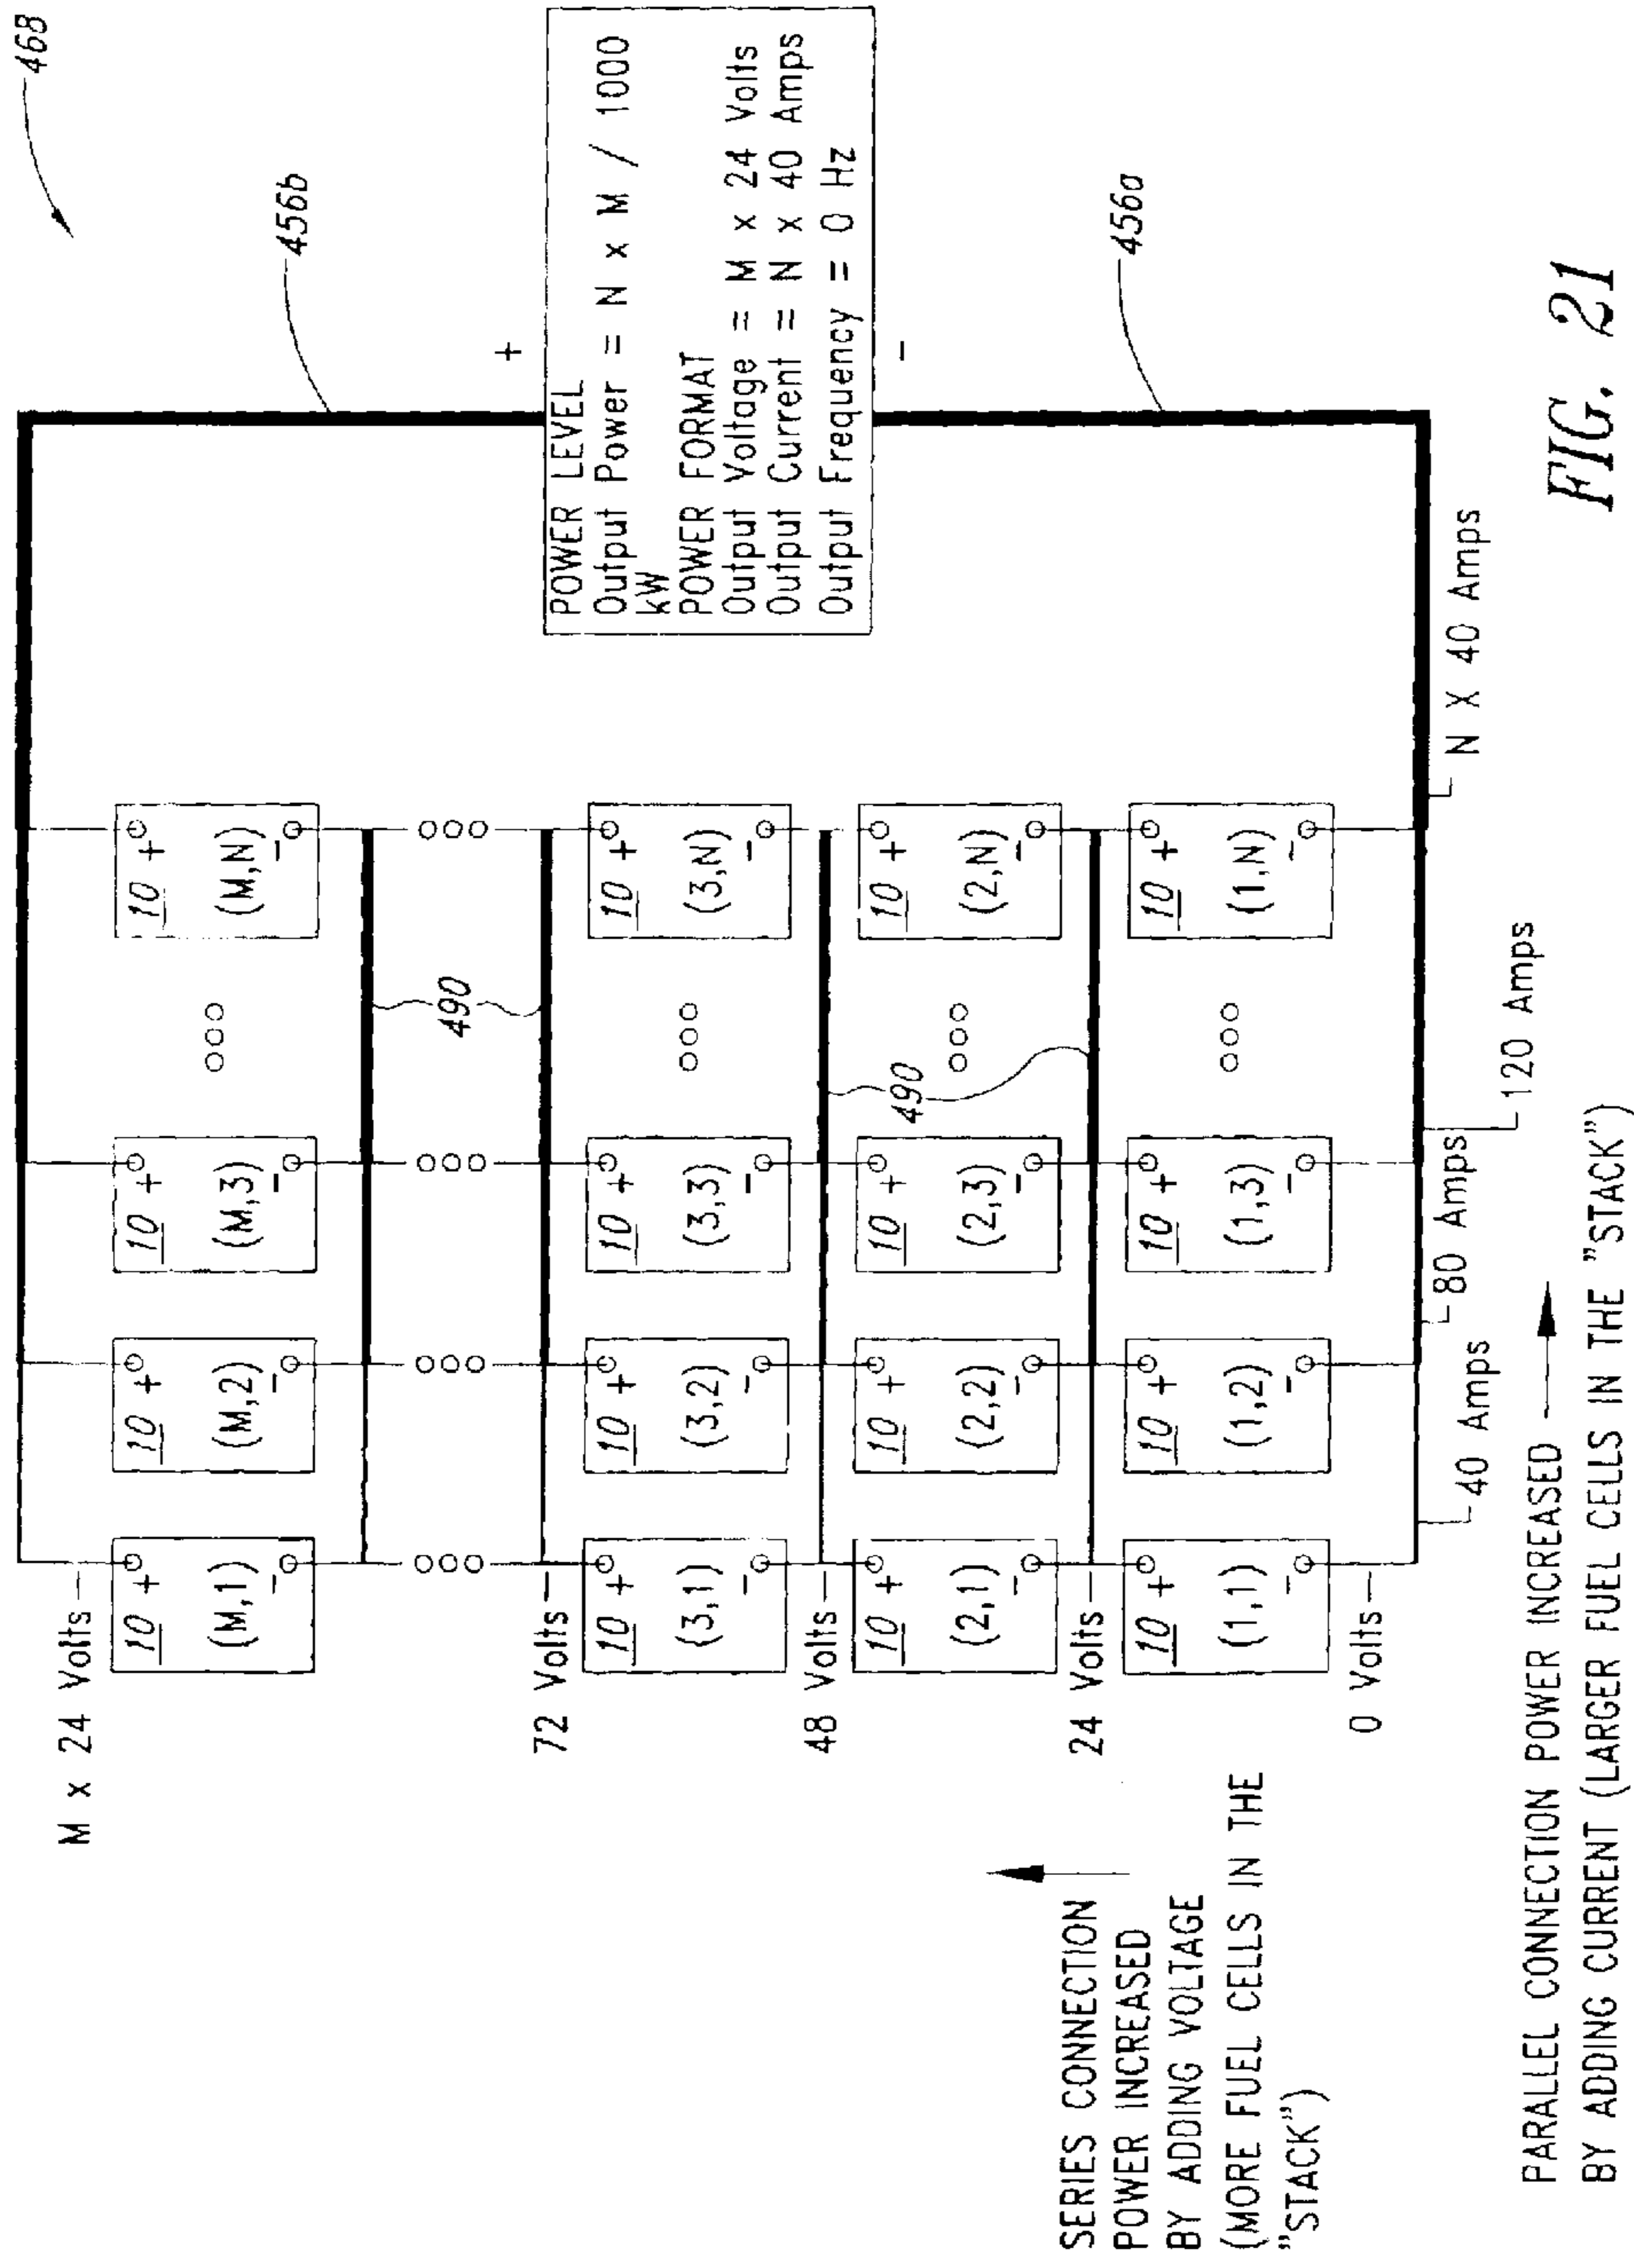 468
456b
+
POWER LEVEL
Output Power = N x M / 1000
kW
POWER FORMAT
Output Voltage = M x 24 Volts
Output Current = N x 40 Amps
Output Frequency = 0 Hz
-
456a
M x 24 Volts
10 + (M,1) -
10 + (M,2) -
10 + (M,3) -
10 + (M,N) -
490
72 Volts
10 + (3,1) -
10 + (3,2) -
10 + (3,3) -
10 + (3,N) -
48 Volts
490
10 + (2,1) -
10 + (2,2) -
10 + (2,3) -
10 + (2,N) -
24 Volts
10 + (1,1) -
10 + (1,2) -
10 + (1,3) -
10 + (1,N) -
0 Volts
40 Amps
80 Amps
120 Amps
N X 40 Amps
SERIES CONNECTION
POWER INCREASED
BY ADDING VOLTAGE
(MORE FUEL CELLS IN THE
"STACK")
PARALLEL CONNECTION POWER INCREASED
BY ADDING CURRENT (LARGER FUEL CELLS IN THE "STACK")
FIG. 21